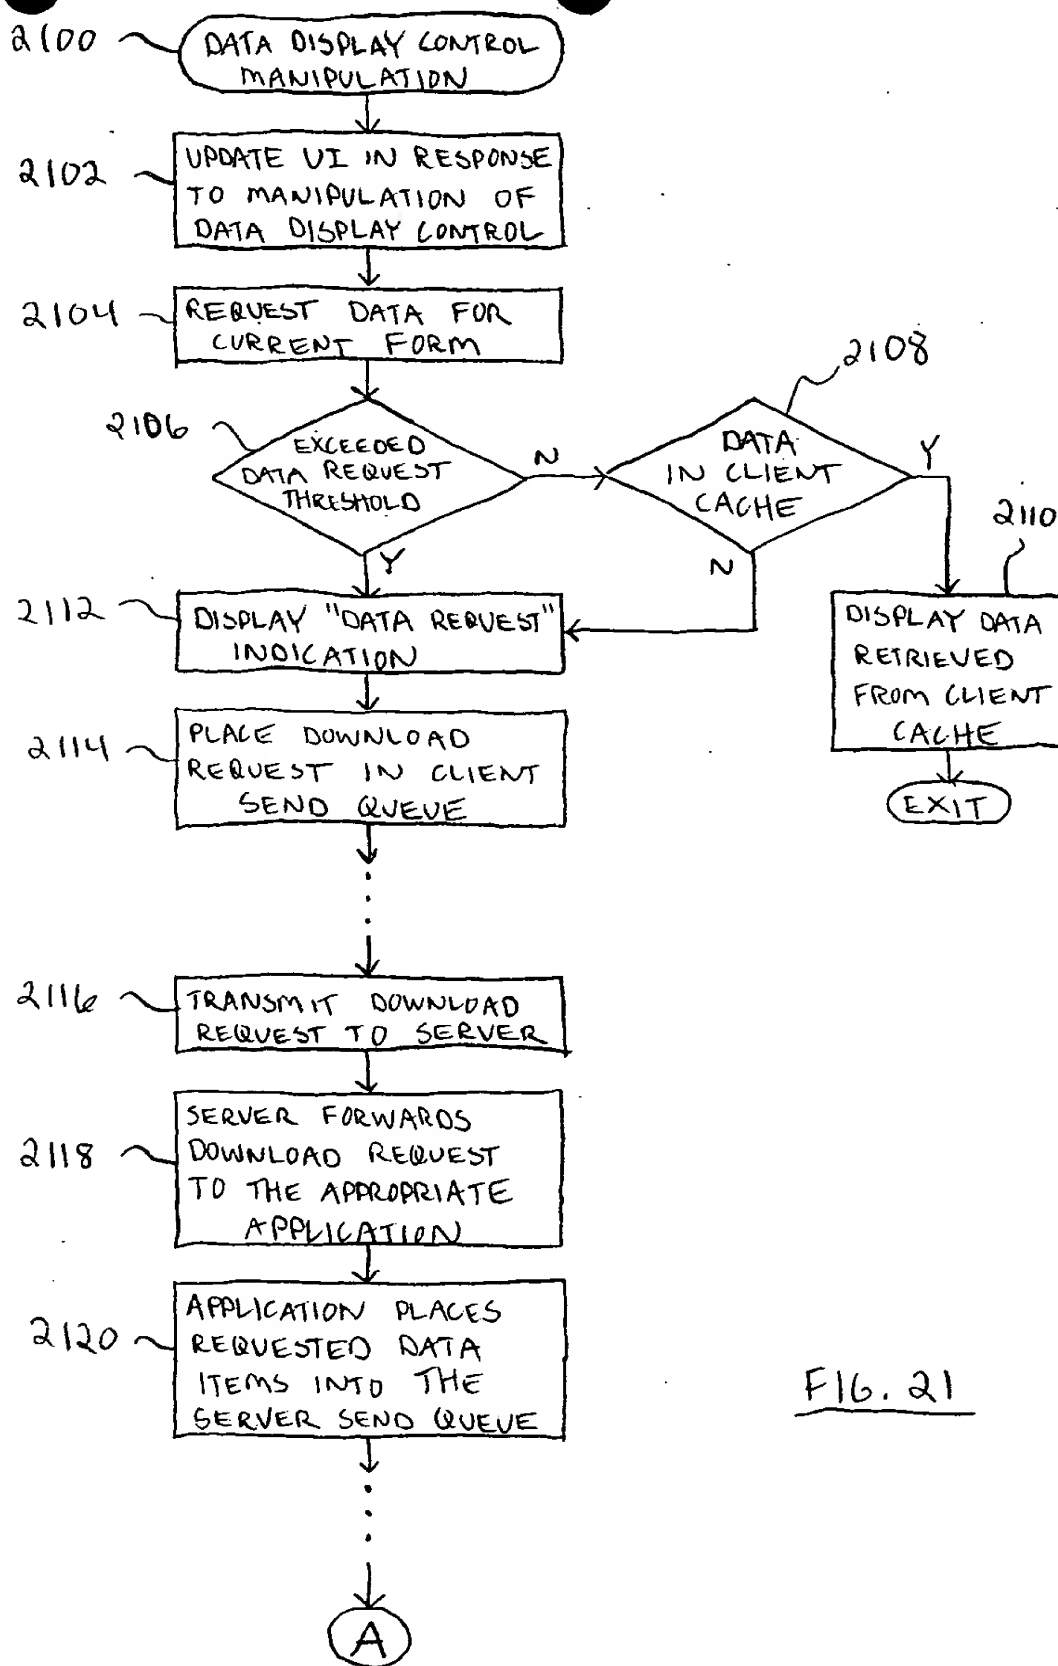 2100
DATA DISPLAY CONTROL
MANIPULATION
2102
UPDATE UI IN RESPONSE
TO MANIPULATION OF
DATA DISPLAY CONTROL
2104
REQUEST DATA FOR
CURRENT FORM
2106
EXCEEDED
DATA REQUEST
THRESHOLD
N
Y
2108
DATA
IN CLIENT
CACHE
Y
N
2110
DISPLAY DATA
RETRIEVED
FROM CLIENT
CACHE
EXIT
2112
DISPLAY "DATA REQUEST"
INDICATION
2114
PLACE DOWNLOAD
REQUEST IN CLIENT
SEND QUEUE
2116
TRANSMIT DOWNLOAD
REQUEST TO SERVER
2118
SERVER FORWARDS
DOWNLOAD REQUEST
TO THE APPROPRIATE
APPLICATION
2120
APPLICATION PLACES
REQUESTED DATA
ITEMS INTO THE
SERVER SEND QUEUE
A
FIG. 21